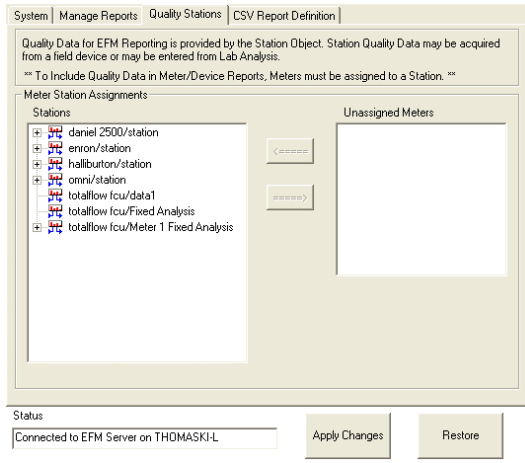 System
Manage Reports
Quality Stations
CSV Report Definition
Quality Data for EFM Reporting is provided by the Station Object. Station Quality Data may be acquired
from a field device or may be entered from Lab Analysis.
** To Include Quality Data in Meter/Device Reports, Meters must be assigned to a Station. **
Meter Station Assignments
Stations
Unassigned Meters
daniel 2500/station
enron/station
halliburton/station
omni/station
totalflow fcu/data1
totalflow fcu/Fixed Analysis
totalflow fcu/Meter 1 Fixed Analysis
<=====
=====>
Status
Connected to EFM Server on THOMASKI-L
Apply Changes
Restore